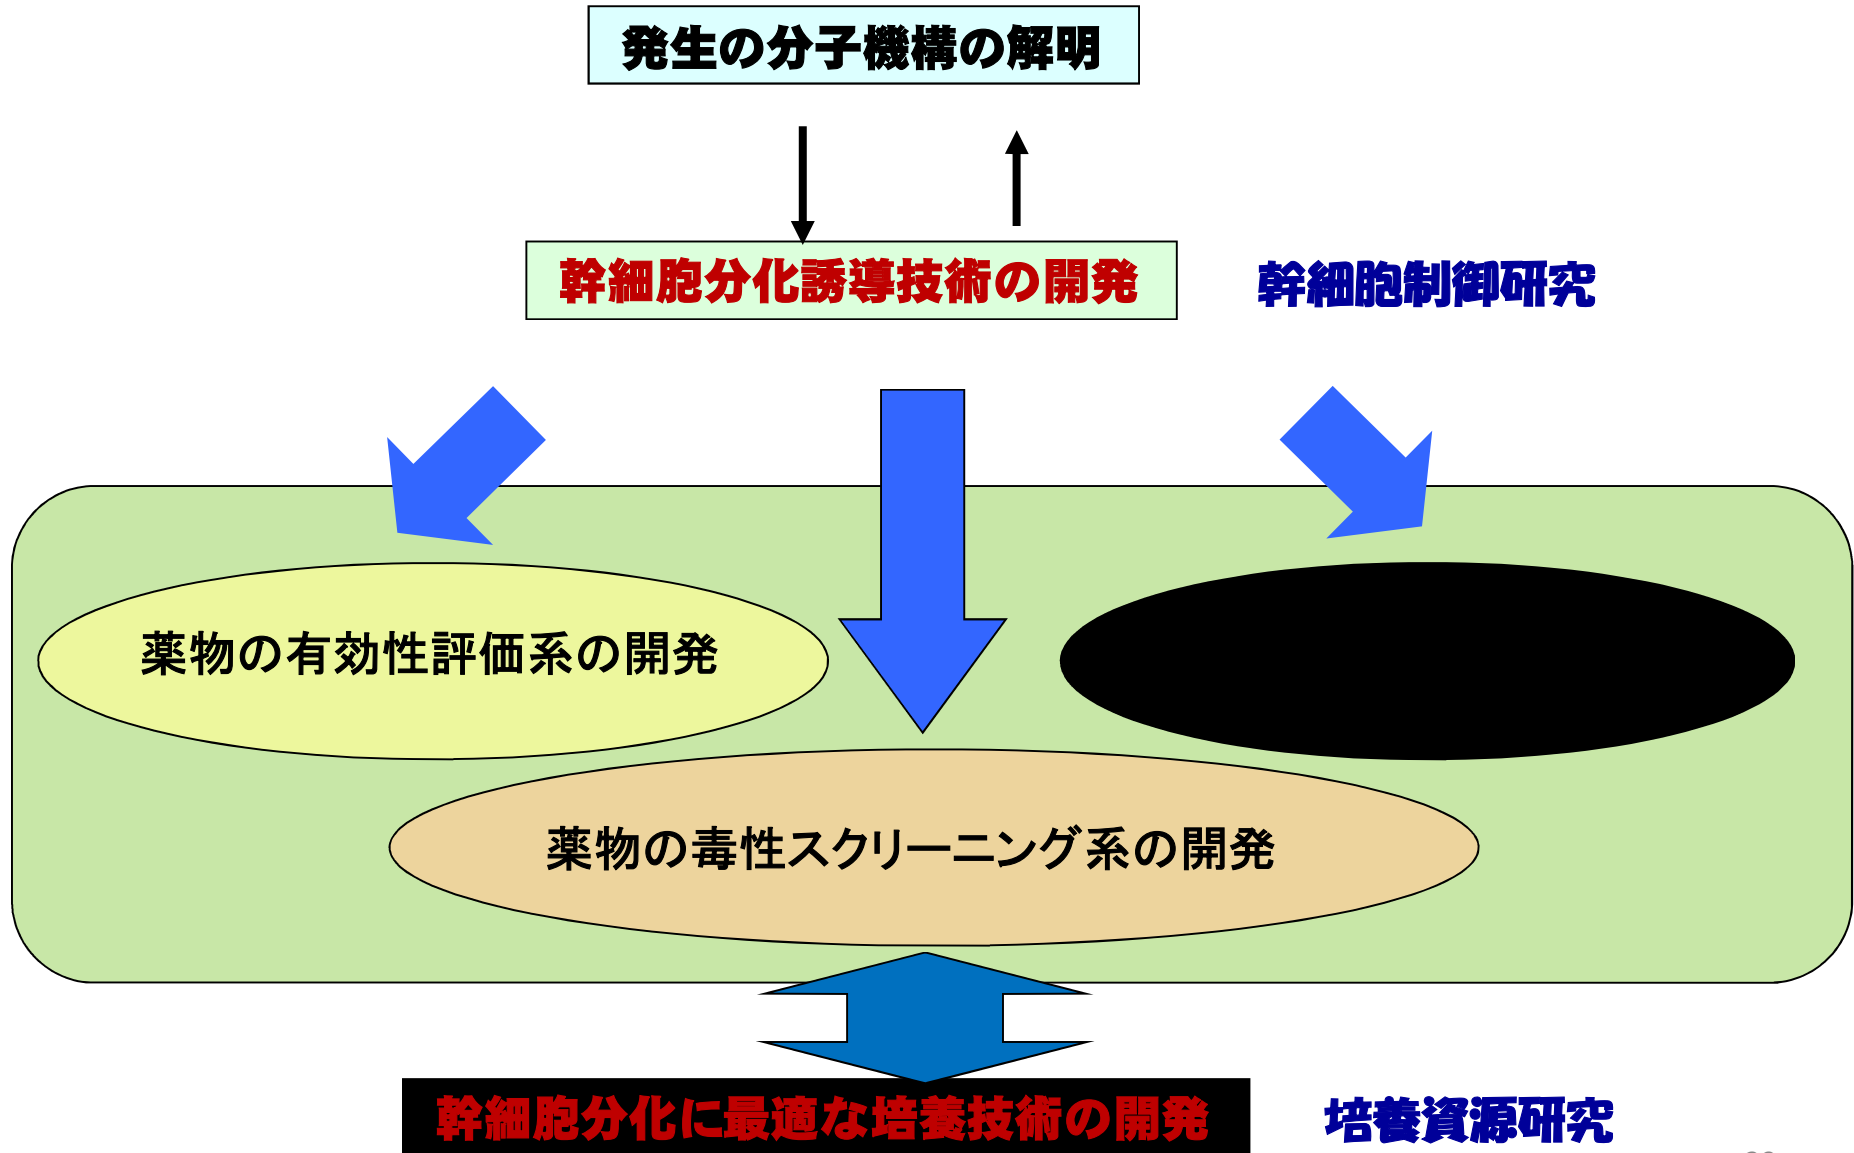 発生の分子機構の解明
幹細胞分化誘導技術の開発
幹細胞制御研究
薬物の有効性評価系の開発
薬物の毒性スクリーニング系の開発
幹細胞分化に最適な培養技術の開発
培養資源研究